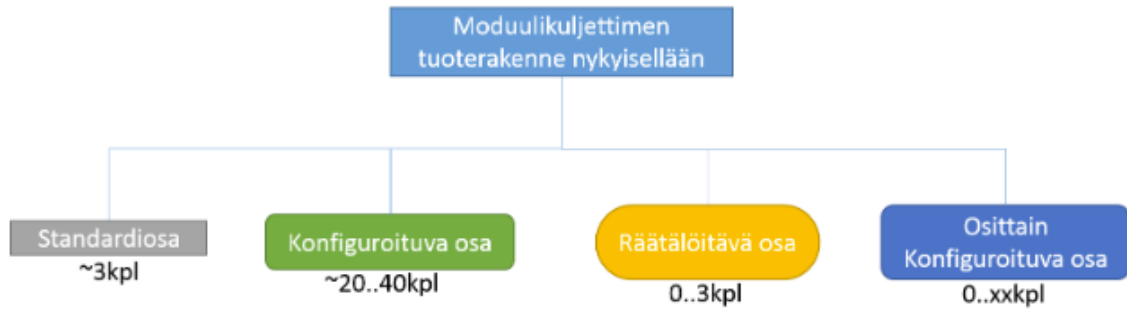 Moduulikuljettimen
tuoterakenne nykyisellään
Standardiosa
~3kpl
Konfiguroituva osa
~20..40kpl
Räätälöitävä osa
0..3kpl
Osittain
Konfiguroituva osa
0..xxkpl